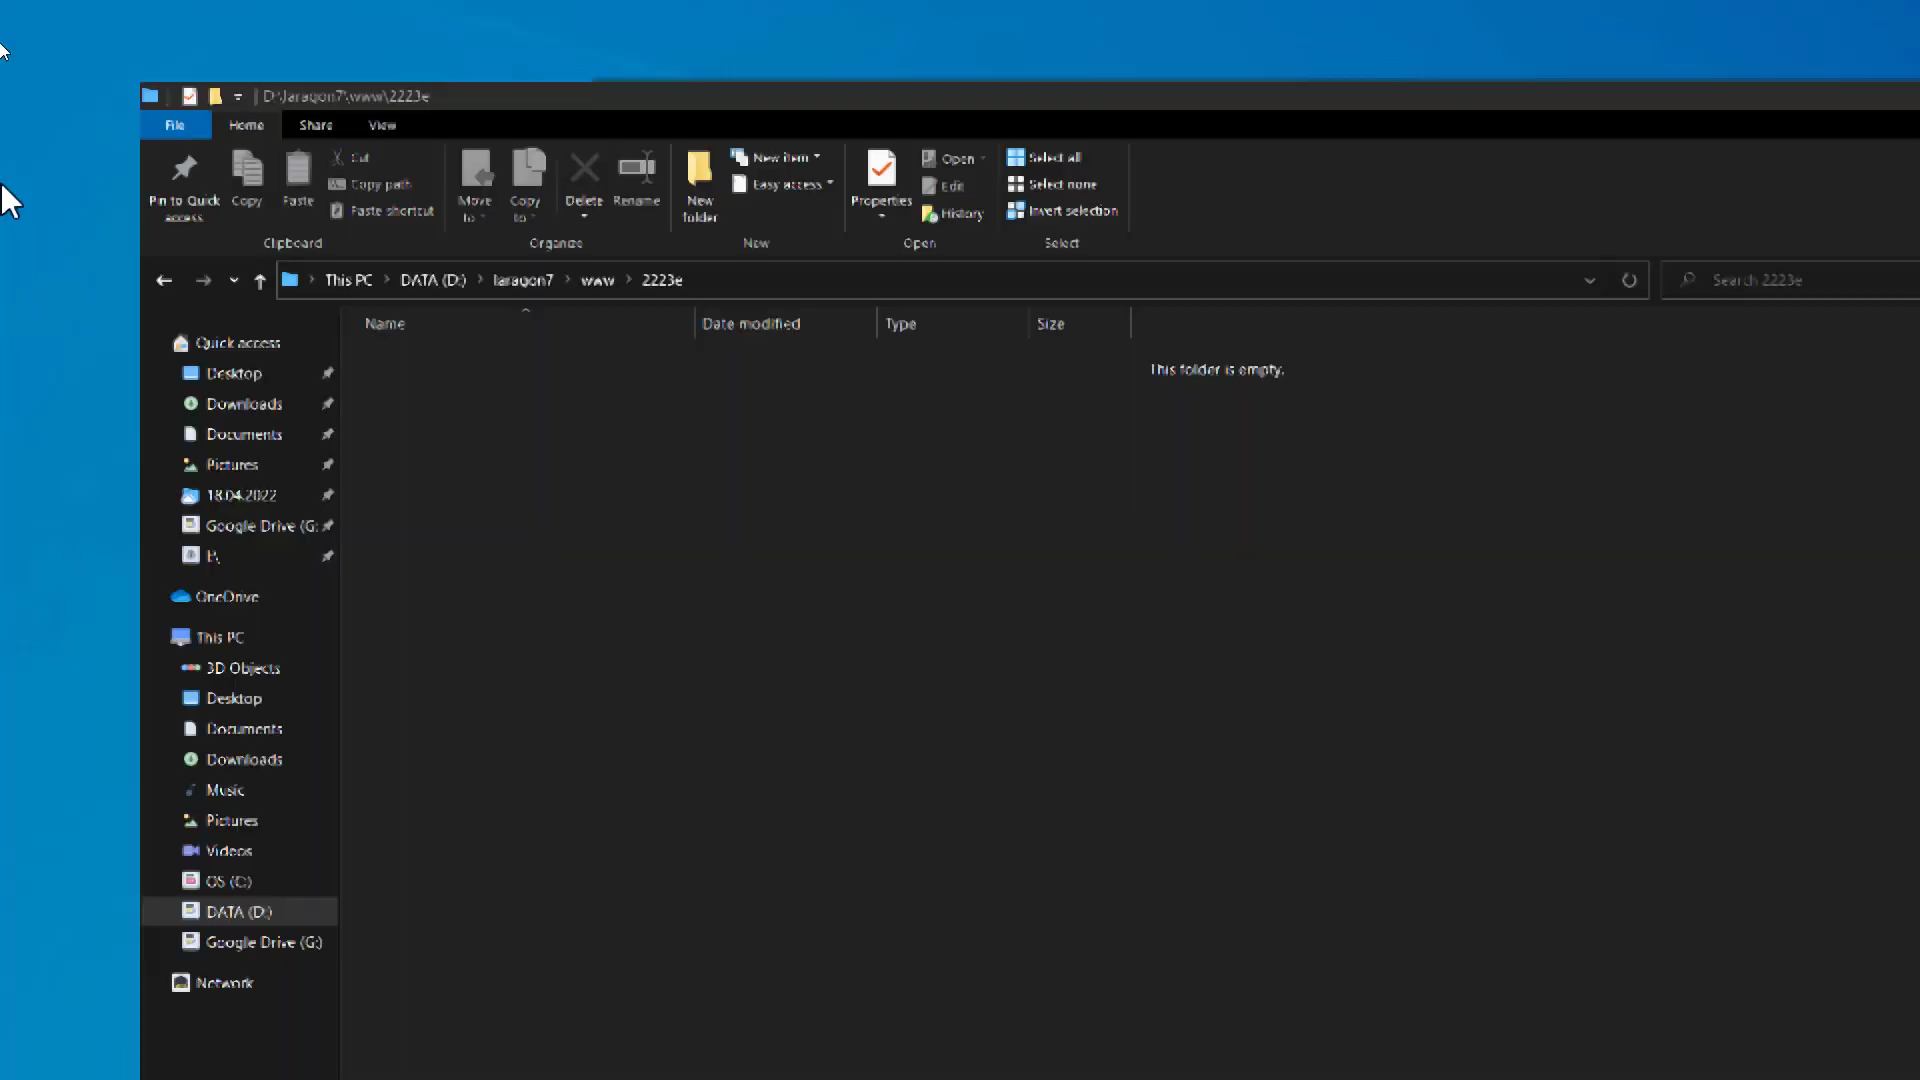 D:\laragon7\www\2223e
File Home Share View
Pin to Quick access
Copy
Paste
Cut
Copy path
Paste shortcut
Move to
Copy to
Delete
Rename
New folder
New item
Easy access
Properties
Open
Edit
History
Select all
Select none
Invert selection
Clipboard Organize New Open Select
This PC DATA (D:) laragon7 www 2223e
Search 2223e
Name Date modified Type Size
This folder is empty.
Quick access
Desktop
Downloads
Documents
Pictures
18.04.2022
Google Drive (G:
OneDrive
This PC
3D Objects
Desktop
Documents
Downloads
Music
Pictures
Videos
OS (C:)
DATA (D:)
Google Drive (G:)
Network